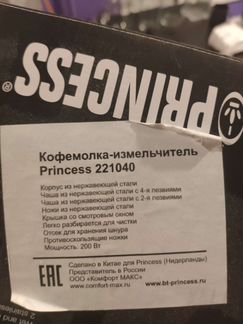 PRINCESS®
Кофемолка-измельчитель
Princess 221040
Корпус из нержавеющей стали
Чаша из нержавеющей стали с 4-я лезвиями
Чаша из нержавеющей стали с 2-я лезвиями
Ножи из нержавеющей стали
Крышка со смотровым окном
Легко разбирается для чистки
Отсек для хранения шнура
Противоскользящие ножки
Мощность: 200 Вт
EAC
Сделано в Китае для Princess (Нидерланды)
Представитель в России
ООО «Комфорт МАКС»
www.comfort-max.ru www.bt-princess.ru